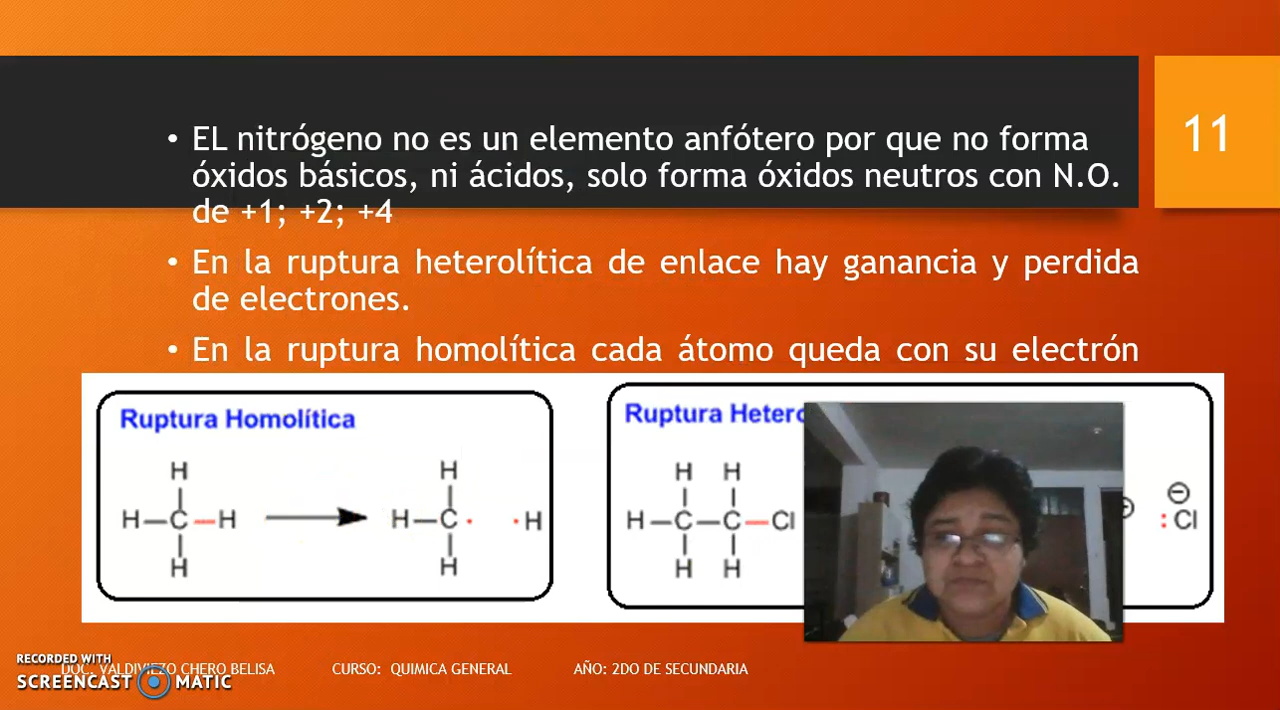 11
• EL nitrógeno no es un elemento anfótero por que no forma
óxidos básicos, ni ácidos, solo forma óxidos neutros con N.O.
de +1; +2; +4
• En la ruptura heterolítica de enlace hay ganancia y perdida
de electrones.
• En la ruptura homolítica cada átomo queda con su electrón
Ruptura Homolítica
H
H—C—H
H
H
H—C· ·H
H
Ruptura Hetero
H H
H—C—C—Cl
H H
⊖
:Cl
RECORDED WITH
SCREENCAST MATIC
DOC. VALDIVIEZO CHERO BELISA CURSO: QUIMICA GENERAL AÑO: 2DO DE SECUNDARIA